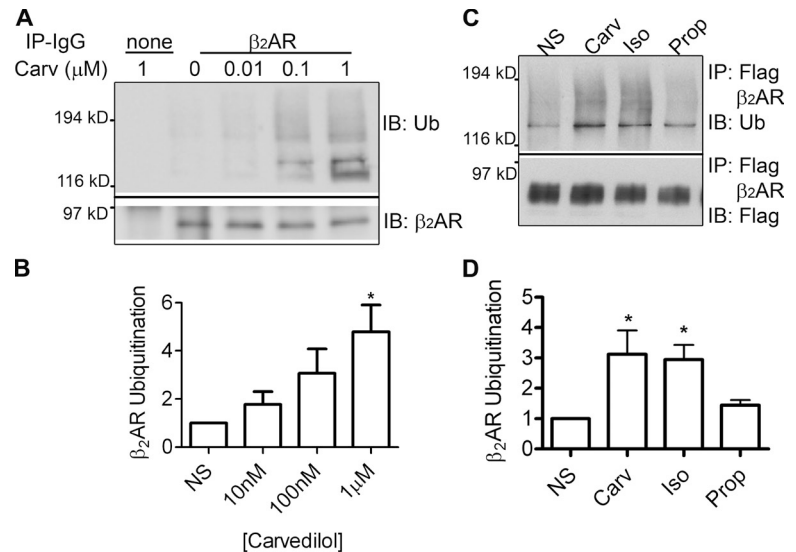 A
IP-IgG none β₂AR
Carv (μM) 1 0 0.01 0.1 1
194 kD
IB: Ub
116 kD
97 kD
IB: β₂AR
B
β₂AR Ubiquitination
6
4
2
0
NS 10nM 100nM 1μM
*
[Carvedilol]
C
NS Carv Iso Prop
194 kD
IP: Flag
β₂AR
IB: Ub
116 kD
97 kD
IP: Flag
β₂AR
IB: Flag
D
β₂AR Ubiquitination
5
4
3
2
1
0
* *
NS Carv Iso Prop